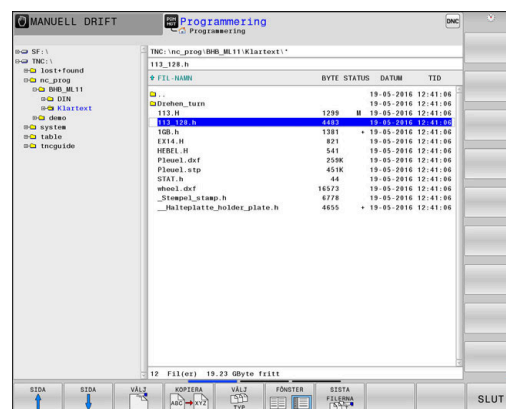 MANUELL DRIFT
PGM
MGT
Programmering
Programmering
DNC
SF:\
TNC:\
lost+found
nc_prog
BHB_ML11
DIN
Klartext
demo
system
table
tncguide
TNC:\nc_prog\BHB_ML11\Klartext\*
113_128.h
FIL-NAMN BYTE STATUS DATUM TID
.. 19-05-2016 12:41:06
Drehen_turn 19-05-2016 12:41:06
113.H 1299 M 19-05-2016 12:41:06
113_128.h 4483 19-05-2016 12:41:06
1GB.h 1381 + 19-05-2016 12:41:06
EX14.H 821 19-05-2016 12:41:06
HEBEL.H 541 19-05-2016 12:41:06
Pleuel.dxf 259K 19-05-2016 12:41:06
Pleuel.stp 451K 19-05-2016 12:41:06
STAT.h 44 19-05-2016 12:41:06
wheel.dxf 16573 19-05-2016 12:41:06
_Stempel_stamp.h 6778 19-05-2016 12:41:06
__Halteplatte_holder_plate.h 4655 + 19-05-2016 12:41:06
12 Fil(er) 19.23 GByte fritt
SIDA
SIDA
VÄLJ
KOPIERA
ABC XYZ
VÄLJ
TYP
FÖNSTER
SISTA
FILERNA
SLUT